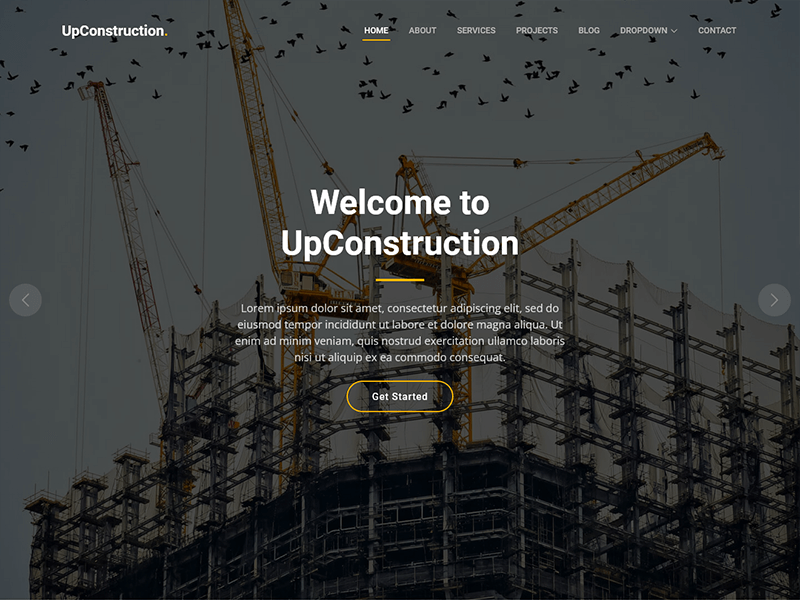 UpConstruction.
HOME ABOUT SERVICES PROJECTS BLOG DROPDOWN CONTACT
Welcome to
UpConstruction
Lorem ipsum dolor sit amet, consectetur adipiscing elit, sed do
eiusmod tempor incididunt ut labore et dolore magna aliqua. Ut
enim ad minim veniam, quis nostrud exercitation ullamco laboris
nisi ut aliquip ex ea commodo consequat.
Get Started